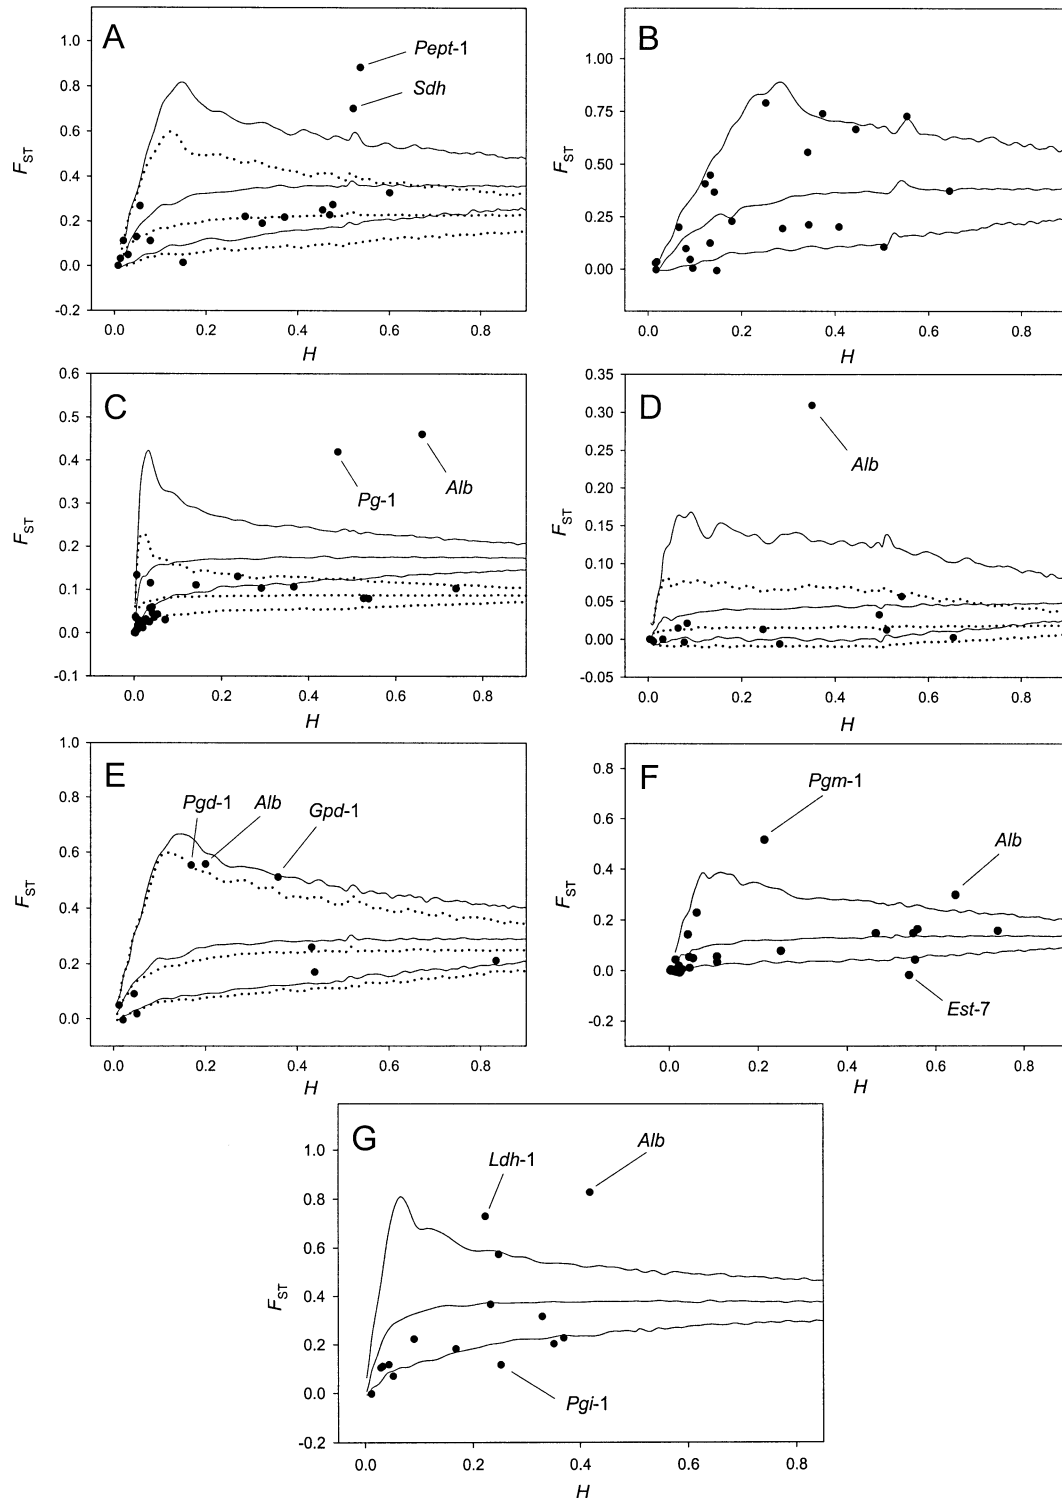 A
B
Pept-1
Sdh
1.0
0.8
0.6
0.4
0.2
0.0
-0.2
FST
0.0 0.2 0.4 0.6 0.8
H
1.00
0.75
0.50
0.25
0.00
FST
0.0 0.2 0.4 0.6 0.8
H
C
Pg-1
Alb
0.6
0.5
0.4
0.3
0.2
0.1
0.0
-0.1
FST
0.0 0.2 0.4 0.6 0.8
H
D
Alb
0.35
0.30
0.25
0.20
0.15
0.10
0.05
0.00
-0.05
FST
0.0 0.2 0.4 0.6 0.8
H
E
Pgd-1 Alb Gpd-1
1.0
0.8
0.6
0.4
0.2
0.0
FST
0.0 0.2 0.4 0.6 0.8
H
F
Pgm-1
Alb
Est-7
0.8
0.6
0.4
0.2
0.0
-0.2
FST
0.0 0.2 0.4 0.6 0.8
H
G
Ldh-1
Alb
Pgi-1
1.0
0.8
0.6
0.4
0.2
0.0
-0.2
FST
0.0 0.2 0.4 0.6 0.8
H